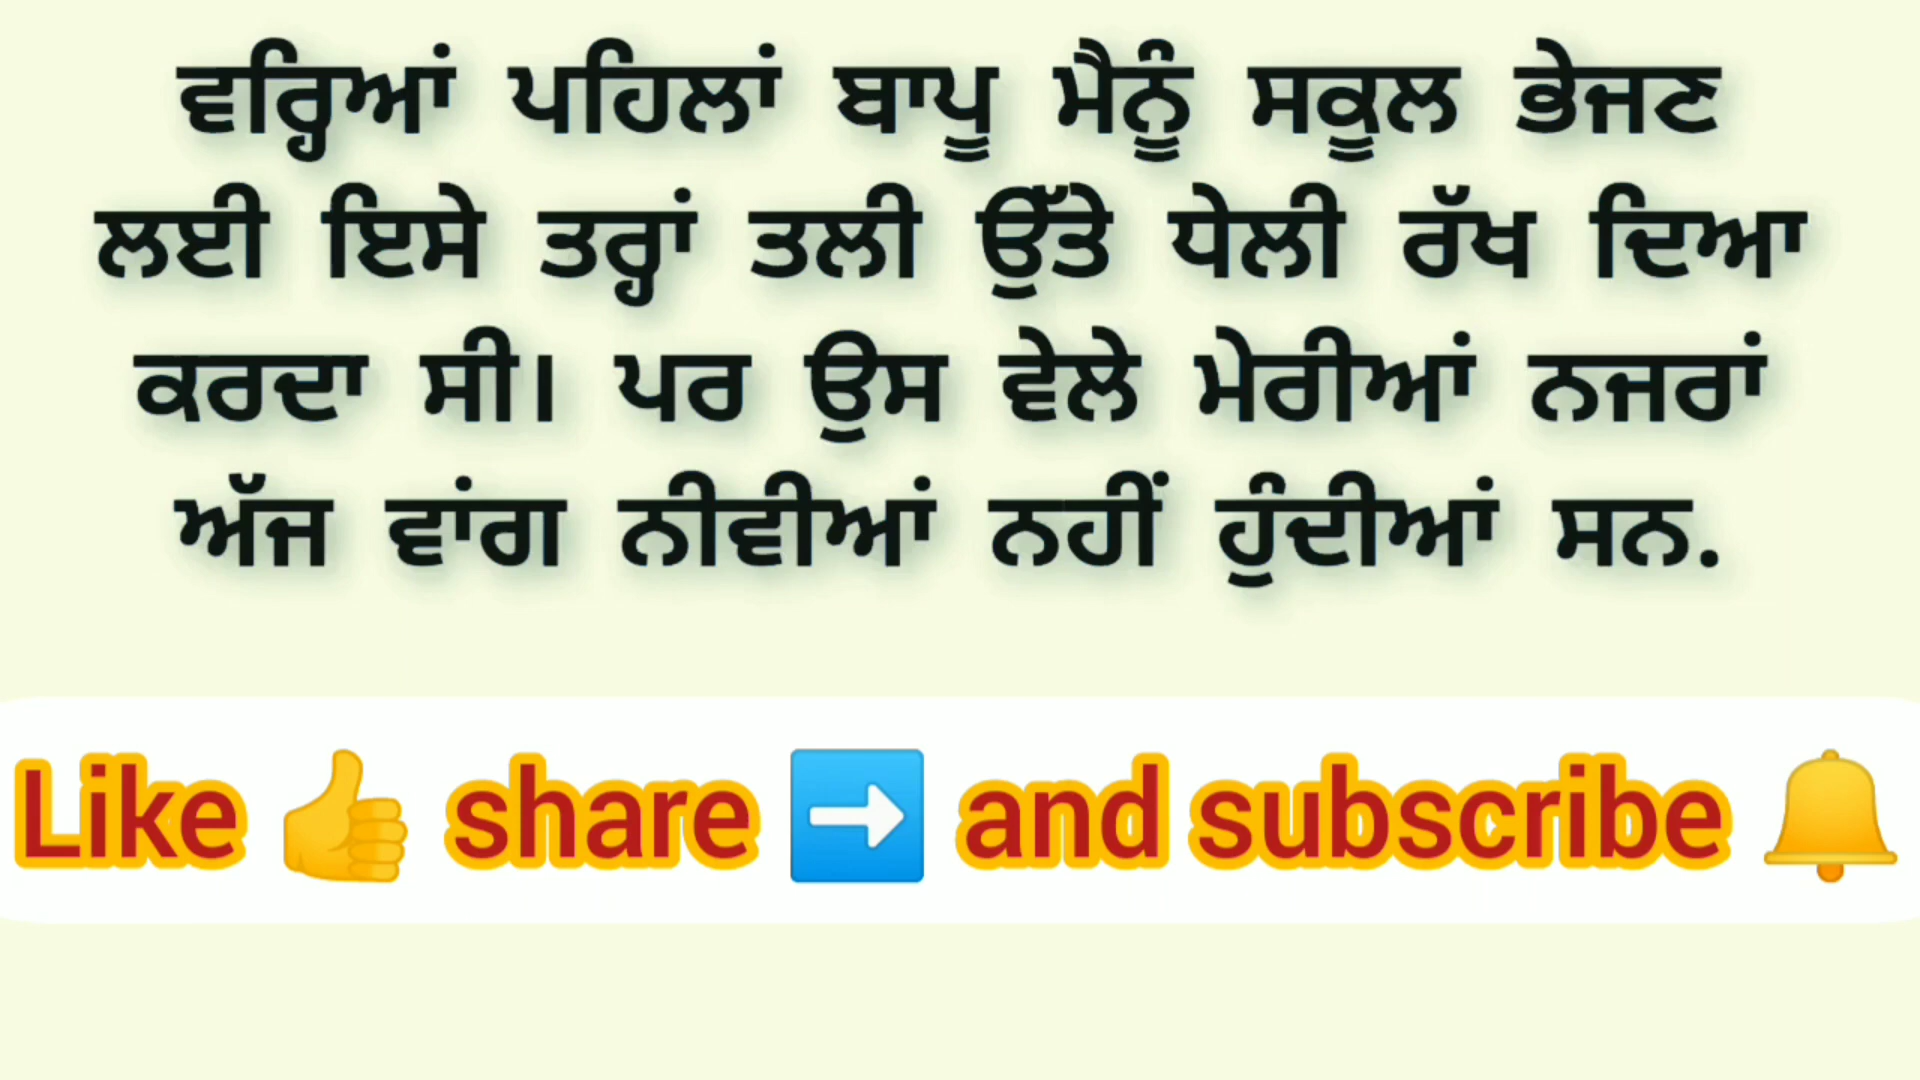 ਵਰ੍ਹਿਆਂ ਪਹਿਲਾਂ ਬਾਪੂ ਮੈਨੂੰ ਸਕੂਲ ਭੇਜਣ
ਲਈ ਇਸੇ ਤਰ੍ਹਾਂ ਤਲੀ ਉੱਤੇ ਧੇਲੀ ਰੱਖ ਦਿਆ
ਕਰਦਾ ਸੀ। ਪਰ ਉਸ ਵੇਲੇ ਮੇਰੀਆਂ ਨਜਰਾਂ
ਅੱਜ ਵਾਂਗ ਨੀਵੀਆਂ ਨਹੀਂ ਹੁੰਦੀਆਂ ਸਨ.
Like 👍 share ➡️ and subscribe 🔔